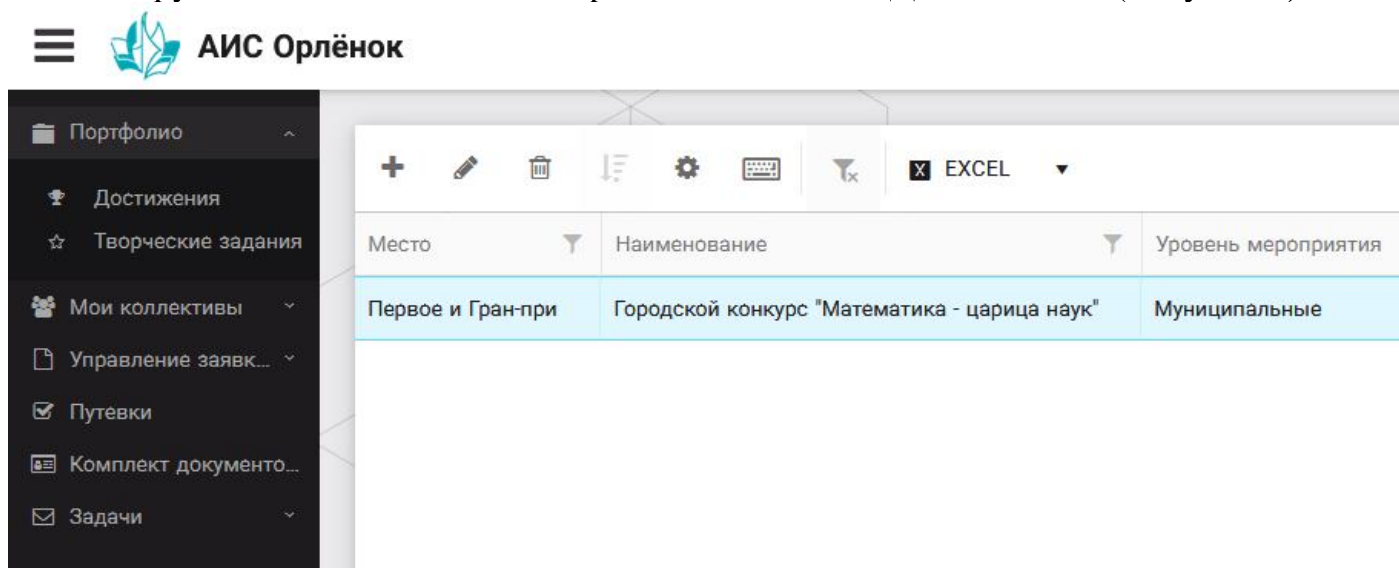 АИС Орлёнок
Портфолио
Достижения
Творческие задания
Мои коллективы
Управление заявк...
Путёвки
Комплект документо...
Задачи
EXCEL
Место Наименование Уровень мероприятия
Первое и Гран-при Городской конкурс "Математика - царица наук" Муниципальные